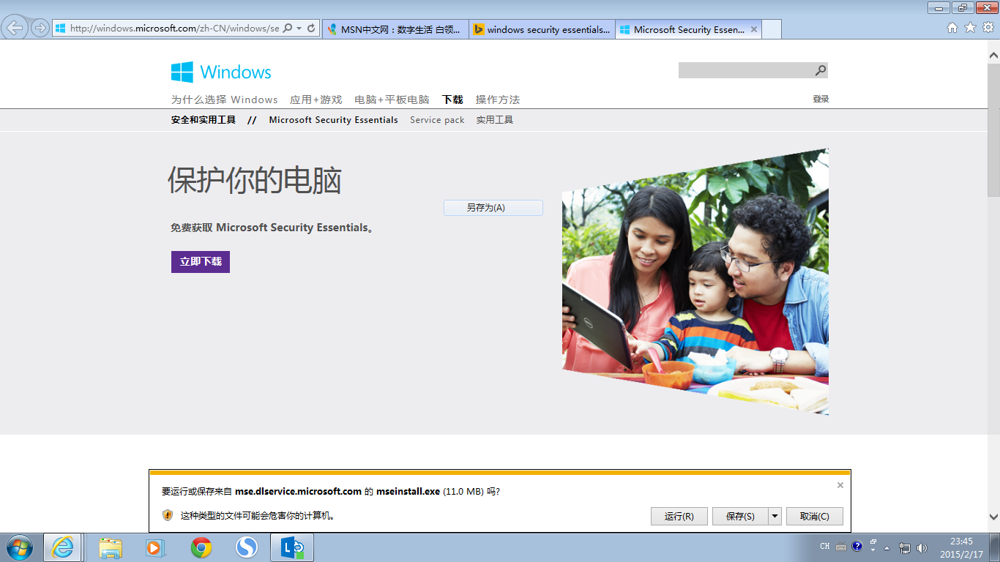 http://windows.microsoft.com/zh-CN/windows/se
MSN中文网：数字生活 白领...
windows security essentials...
Microsoft Security Essen...
Windows
为什么选择 Windows 应用+游戏 电脑+平板电脑 下载 操作方法
登录
安全和实用工具 // Microsoft Security Essentials Service pack 实用工具
保护你的电脑
另存为(A)
免费获取 Microsoft Security Essentials。
立即下载
要运行或保存来自 mse.dlservice.microsoft.com 的 mseinstall.exe (11.0 MB) 吗?
这种类型的文件可能会危害你的计算机。
运行(R) 保存(S) 取消(C)
CH
23:45
2015/2/17